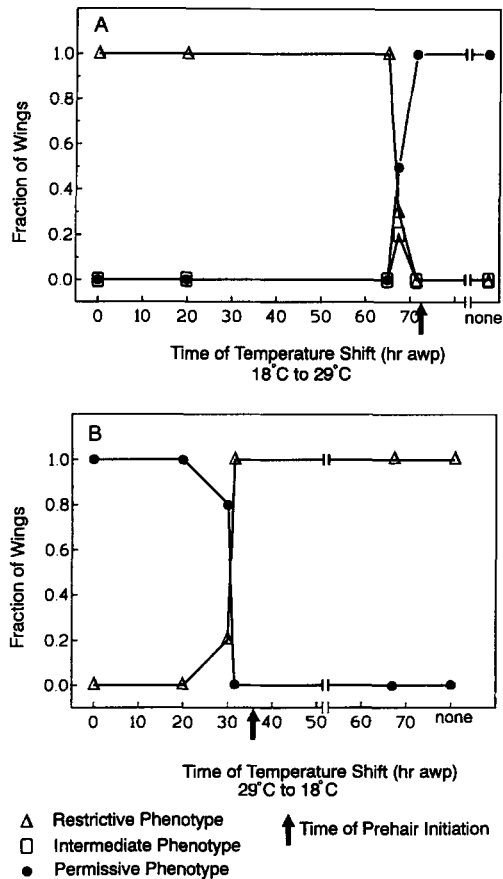 A
Fraction of Wings
1.0
0.8
0.6
0.4
0.2
0.0
0 10 20 30 40 50 60 70 none
Time of Temperature Shift (hr awp)
18°C to 29°C
B
Fraction of Wings
1.0
0.8
0.6
0.4
0.2
0.0
0 10 20 30 40 50 60 70 none
Time of Temperature Shift (hr awp)
29°C to 18°C
Restrictive Phenotype
Intermediate Phenotype
Permissive Phenotype
Time of Prehair Initiation